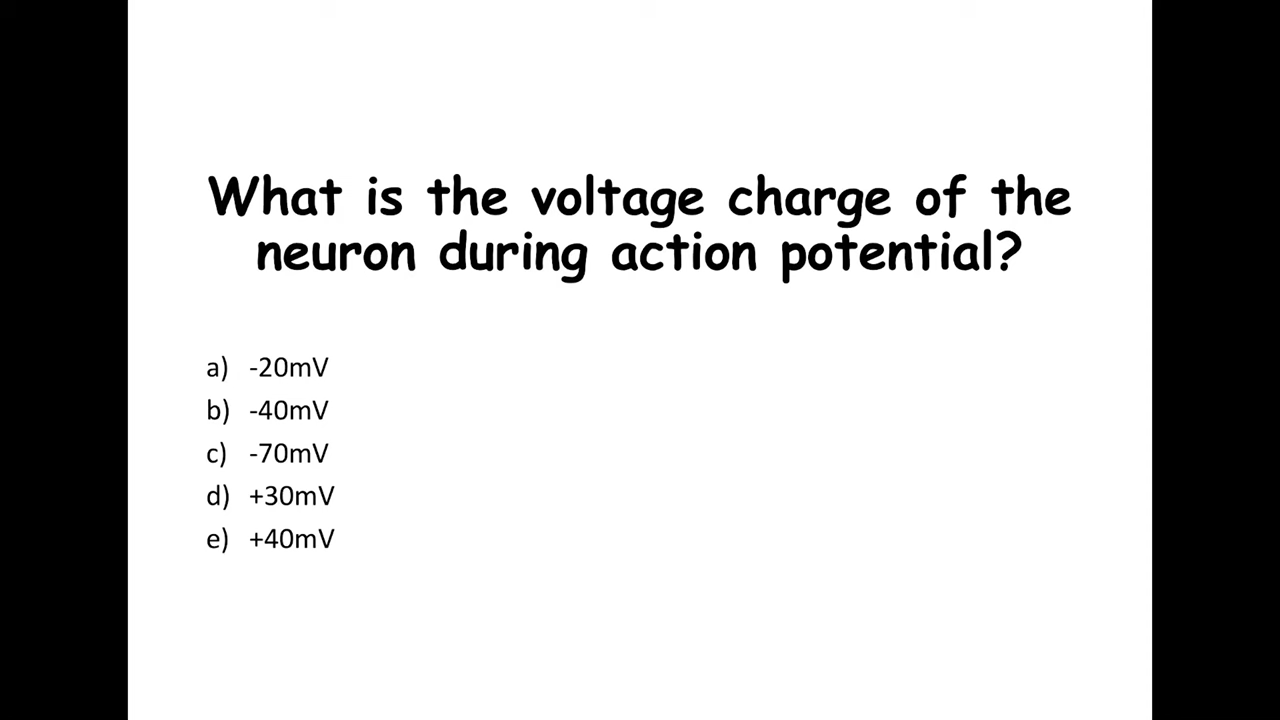 What is the voltage charge of the
neuron during action potential?
a) -20mV
b) -40mV
c) -70mV
d) +30mV
e) +40mV